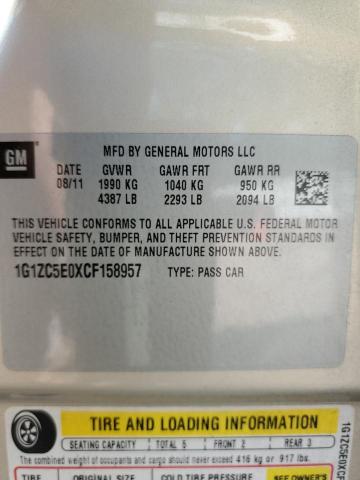 GM
MFD BY GENERAL MOTORS LLC
DATE GVWR GAWR FRT GAWR RR
08/11 1990 KG 1040 KG 950 KG
4387 LB 2293 LB 2094 LB
THIS VEHICLE CONFORMS TO ALL APPLICABLE U.S. FEDERAL MOTOR
VEHICLE SAFETY, BUMPER, AND THEFT PREVENTION STANDARDS IN
EFFECT ON THE DATE OF MANUFACTURE SHOWN ABOVE.
1G1ZC5E0XCF158957 TYPE: PASS CAR
TIRE AND LOADING INFORMATION
SEATING CAPACITY TOTAL 5 FRONT 2 REAR 3
The combined weight of occupants and cargo should never exceed 416 kg or 917 lbs.
TIRE ORIGINAL SIZE SEE OWNER'S
1G1ZC5E0XCF